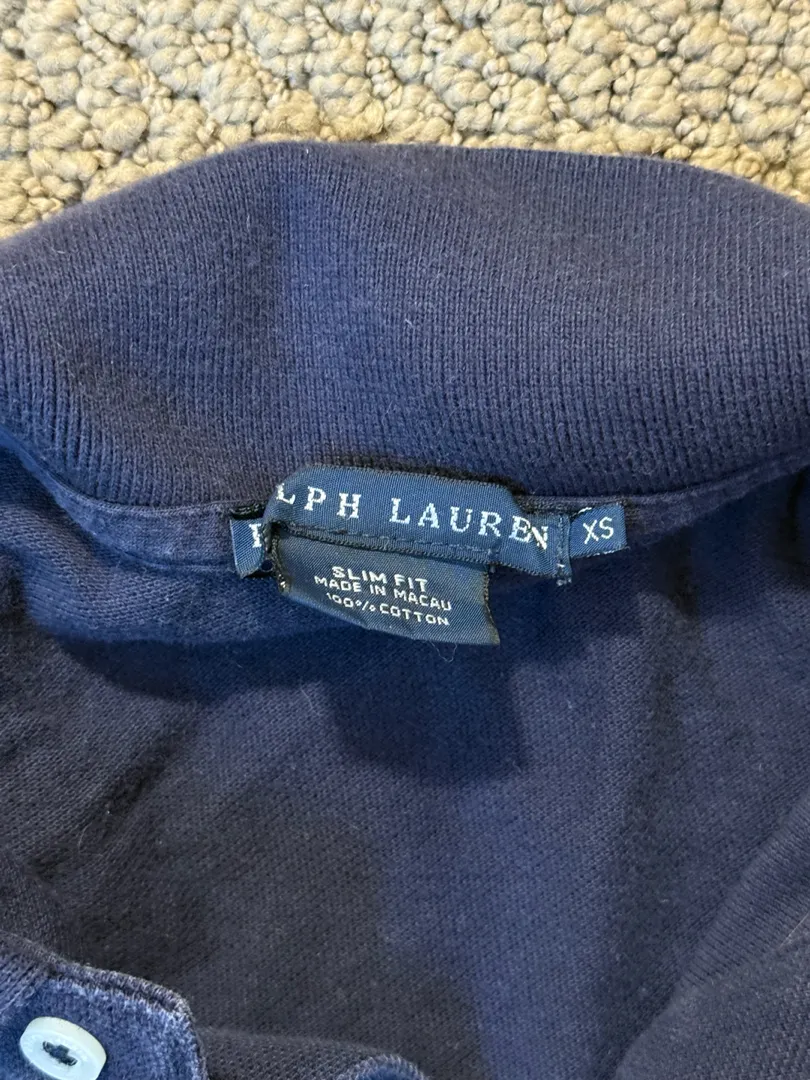 LPH LAUREN
XS
SLIM FIT
MADE IN MACAU
100% COTTON